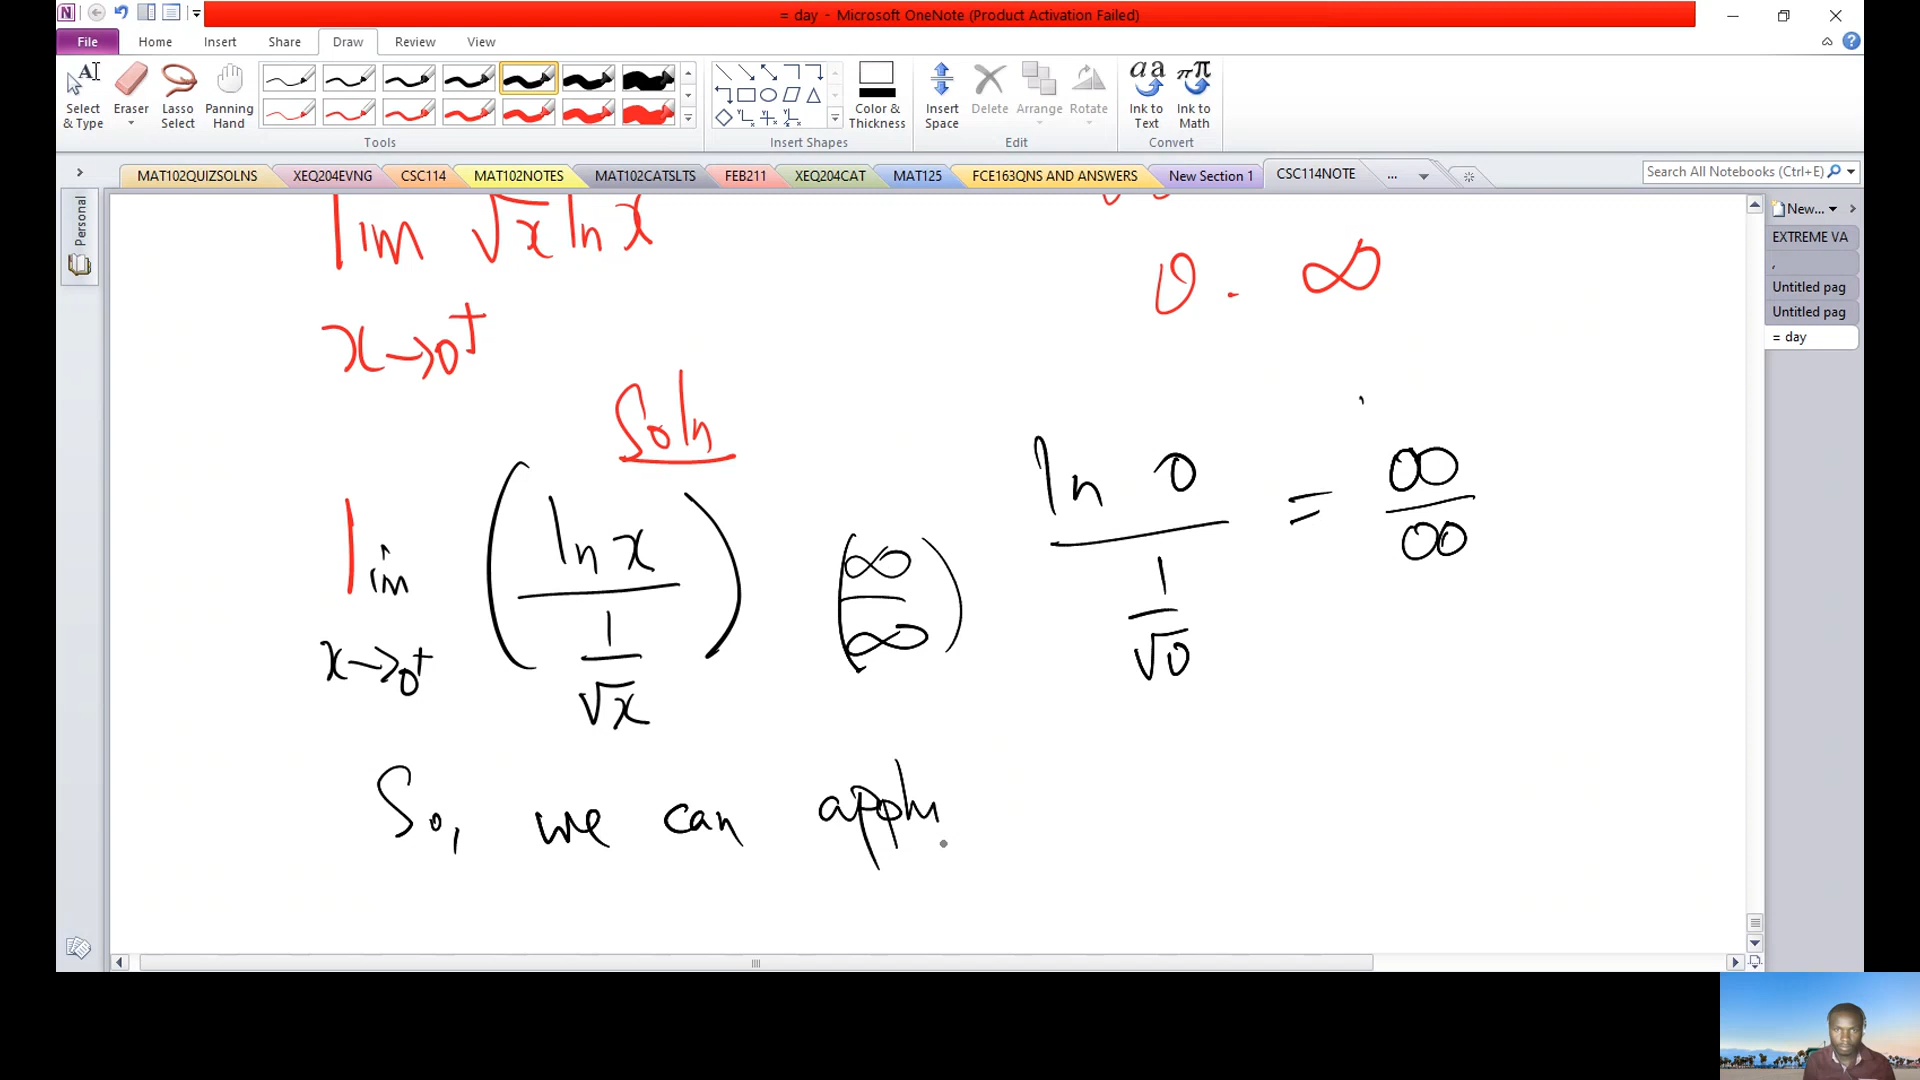 = day - Microsoft OneNote (Product Activation Failed)
File Home Insert Share Draw Review View
Select & Type
Eraser
Lasso Select
Panning Hand
Tools
Insert Shapes
Color & Thickness
Insert Space
Delete
Arrange
Rotate
Edit
Ink to Text
Ink to Math
Convert
MAT102QUIZSOLNS XEQ204EVNG CSC114 MAT102NOTES MAT102CATSLTS FEB211 XEQ204CAT MAT125 FCE163QNS AND ANSWERS New Section 1 CSC114NOTE ...
Search All Notebooks (Ctrl+E)
Personal
New...
EXTREME VA
,
Untitled pag
Untitled pag
= day
lim √x ln x
x→0⁺
0 . ∞
Soln
lim (ln x / (1/√x)) (∞/∞)
x→0⁺
ln 0 / (1/√0) = ∞/∞
So, we can apply